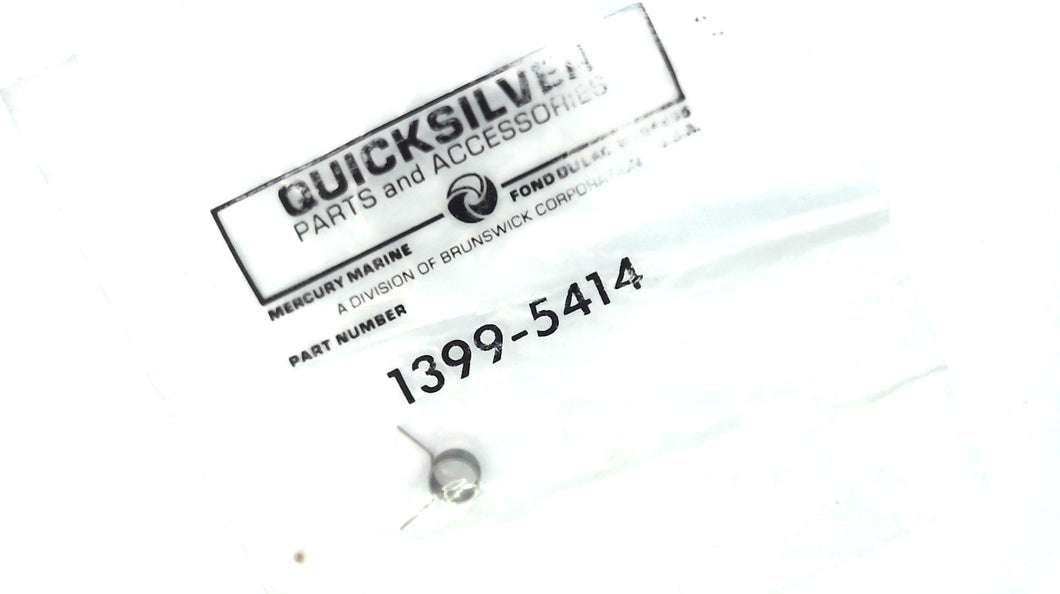 QUICKSILVER
PARTS and ACCESSORIES
MERCURY MARINE FOND DU LAC
A DIVISION OF BRUNSWICK CORPORATION U.S.A.
PART NUMBER
1399-5414